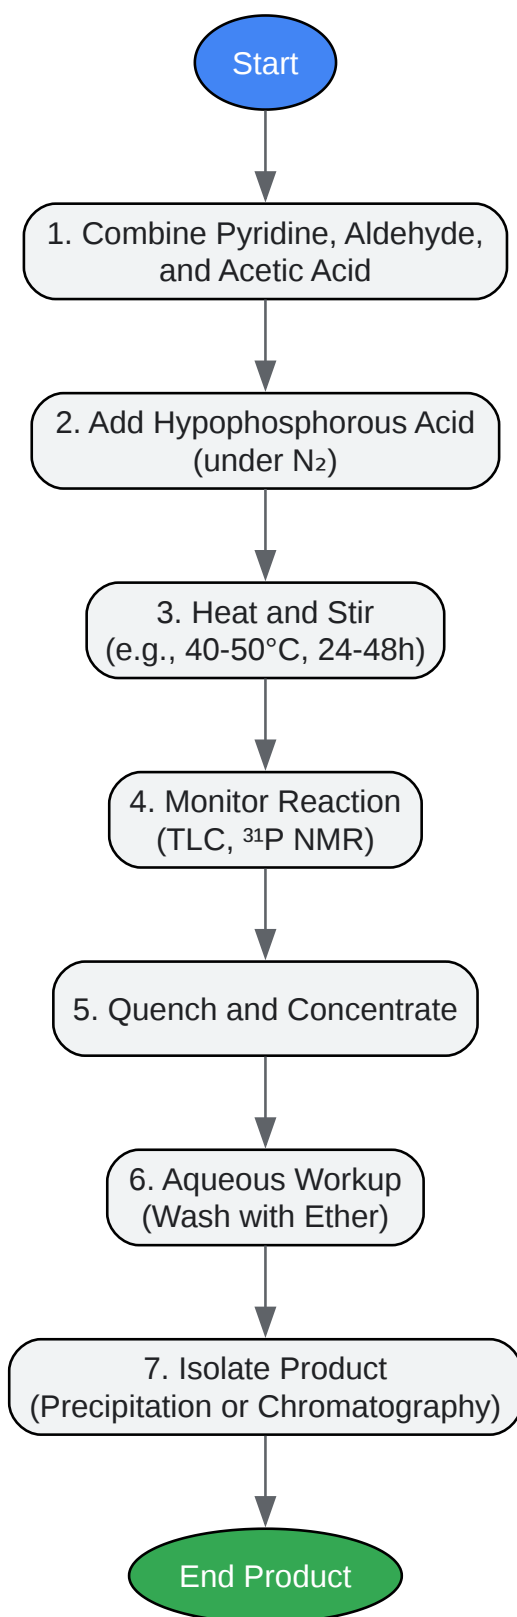 Start
1. Combine Pyridine, Aldehyde,
and Acetic Acid
2. Add Hypophosphorous Acid
(under N₂)
3. Heat and Stir
(e.g., 40-50°C, 24-48h)
4. Monitor Reaction
(TLC, ³¹P NMR)
5. Quench and Concentrate
6. Aqueous Workup
(Wash with Ether)
7. Isolate Product
(Precipitation or Chromatography)
End Product